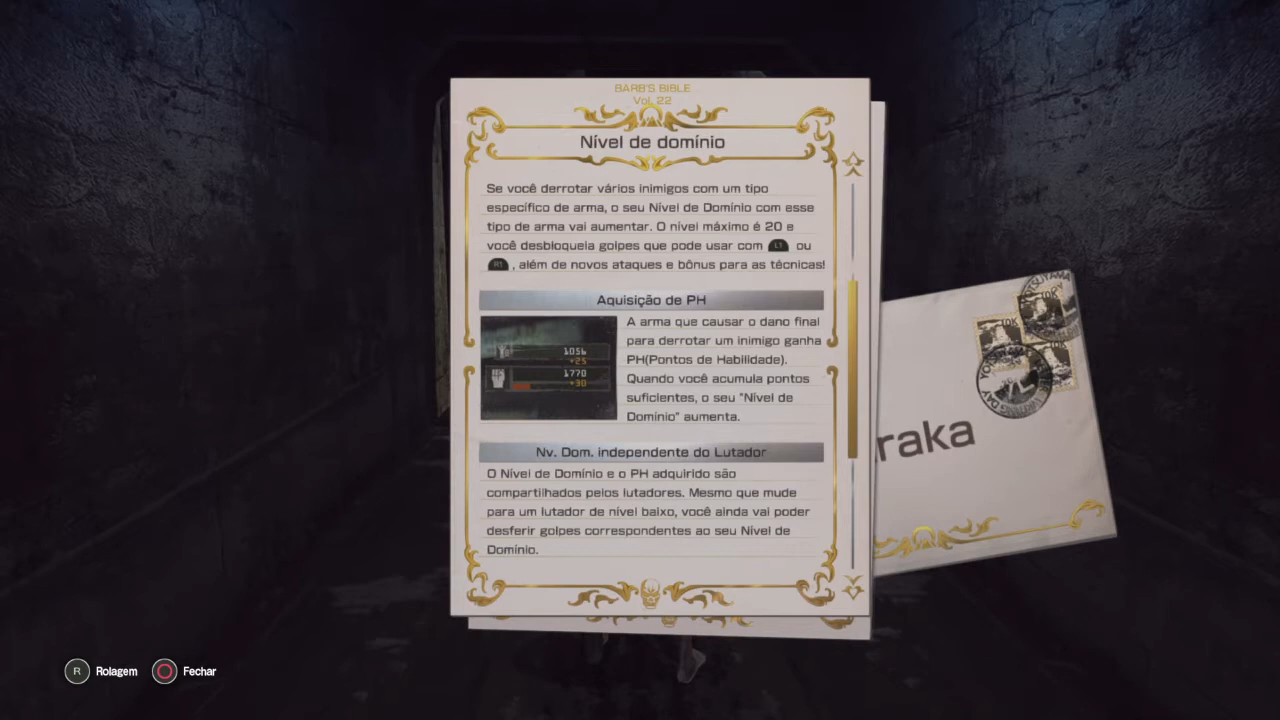 BARB'S BIBLE
Vol. 22
Nível de domínio
Se você derrotar vários inimigos com um tipo
específico de arma, o seu Nível de Domínio com esse
tipo de arma vai aumentar. O nível máximo é 20 e
você desbloqueia golpes que pode usar com L1 ou
R1, além de novos ataques e bônus para as técnicas!
Aquisição de PH
1056
+25
1770
+30
A arma que causar o dano final
para derrotar um inimigo ganha
PH(Pontos de Habilidade).
Quando você acumula pontos
suficientes, o seu "Nível de
Domínio" aumenta.
Nv. Dom. independente do Lutador
O Nível de Domínio e o PH adquirido são
compartilhados pelos lutadores. Mesmo que mude
para um lutador de nível baixo, você ainda vai poder
desferir golpes correspondentes ao seu Nível de
Domínio.
raka
10K
10K
R Rolagem
Fechar